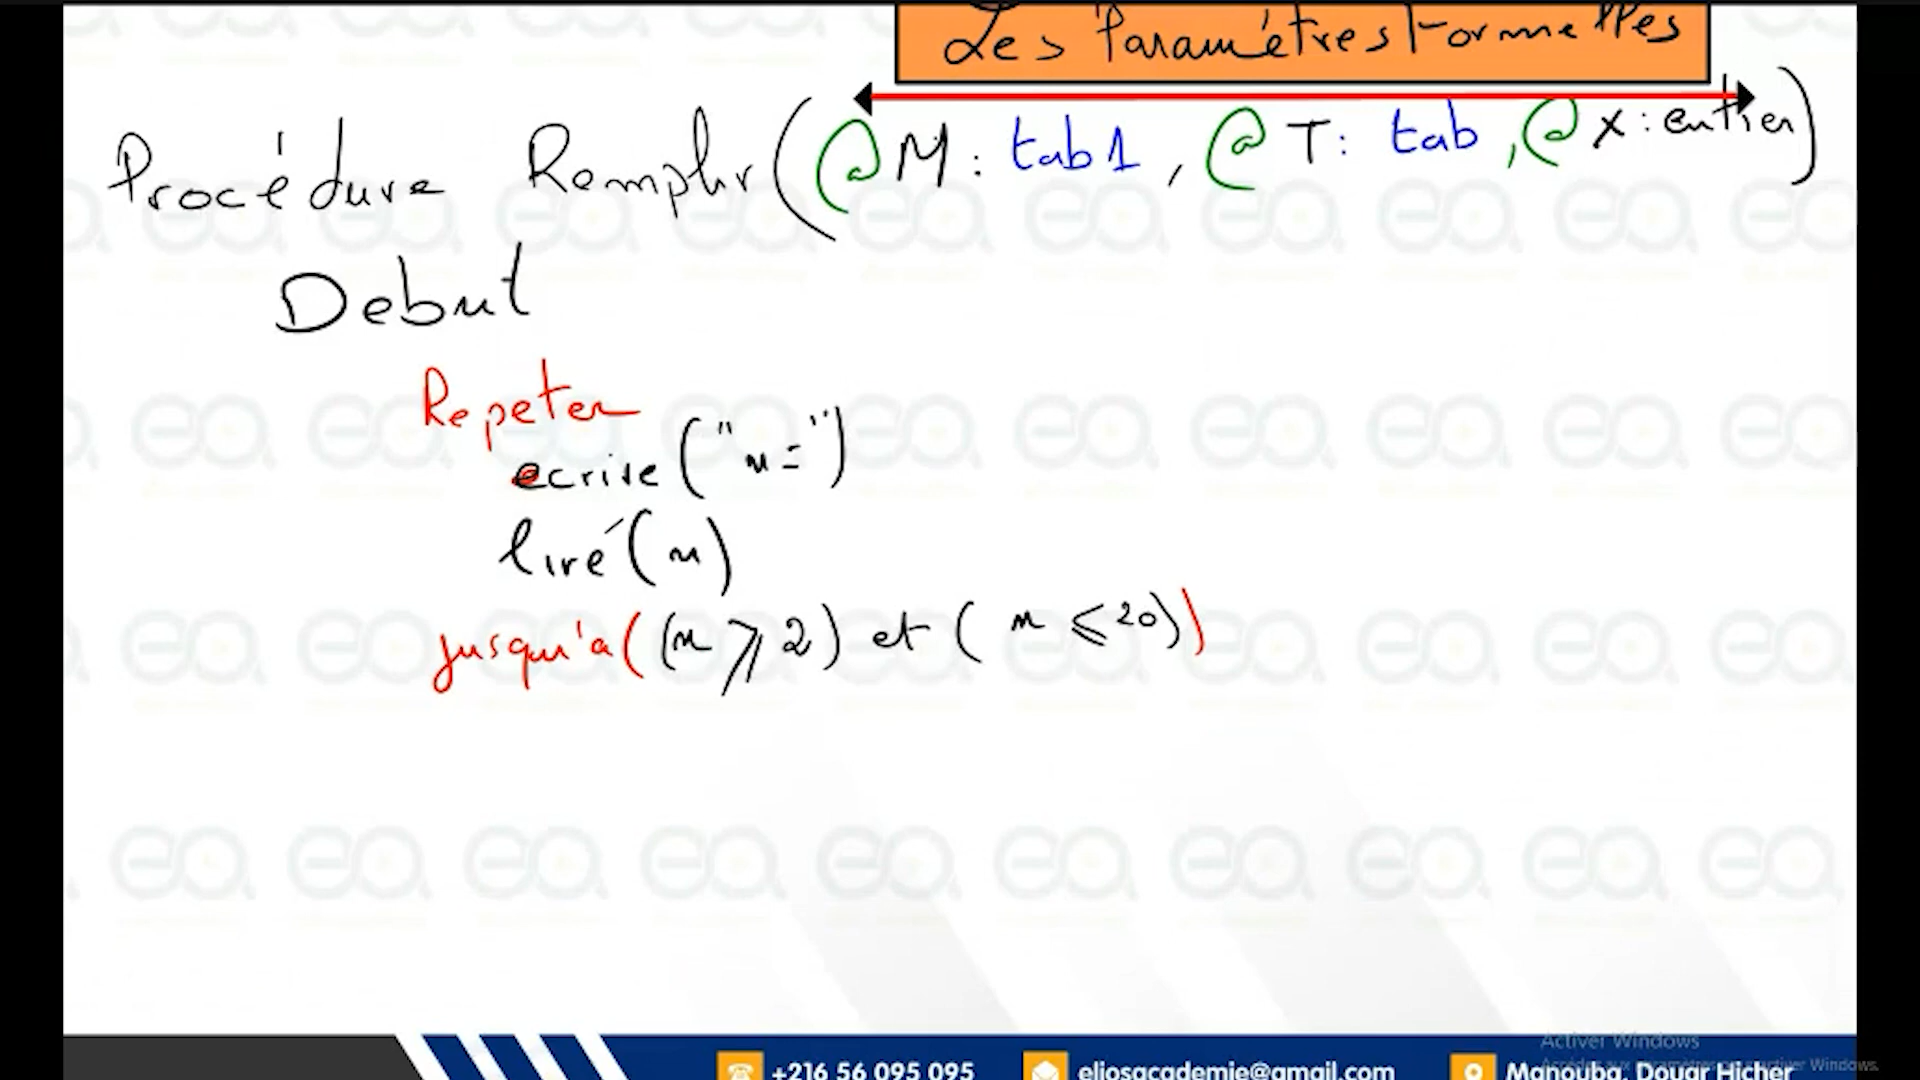 Les Paramètres Formelles
Procédure Remplir (@ M : tab1 , @ T : tab , @ x : entier)
Debut
Repeter
ecrire ("n=")
lire (n)
jusqu'a ( (n ⩾ 2) et ( n ⩽ 20) )
Activer Windows
+216 56 095 095
eliosacademie@gmail.com
Manouba, Douar Hicher